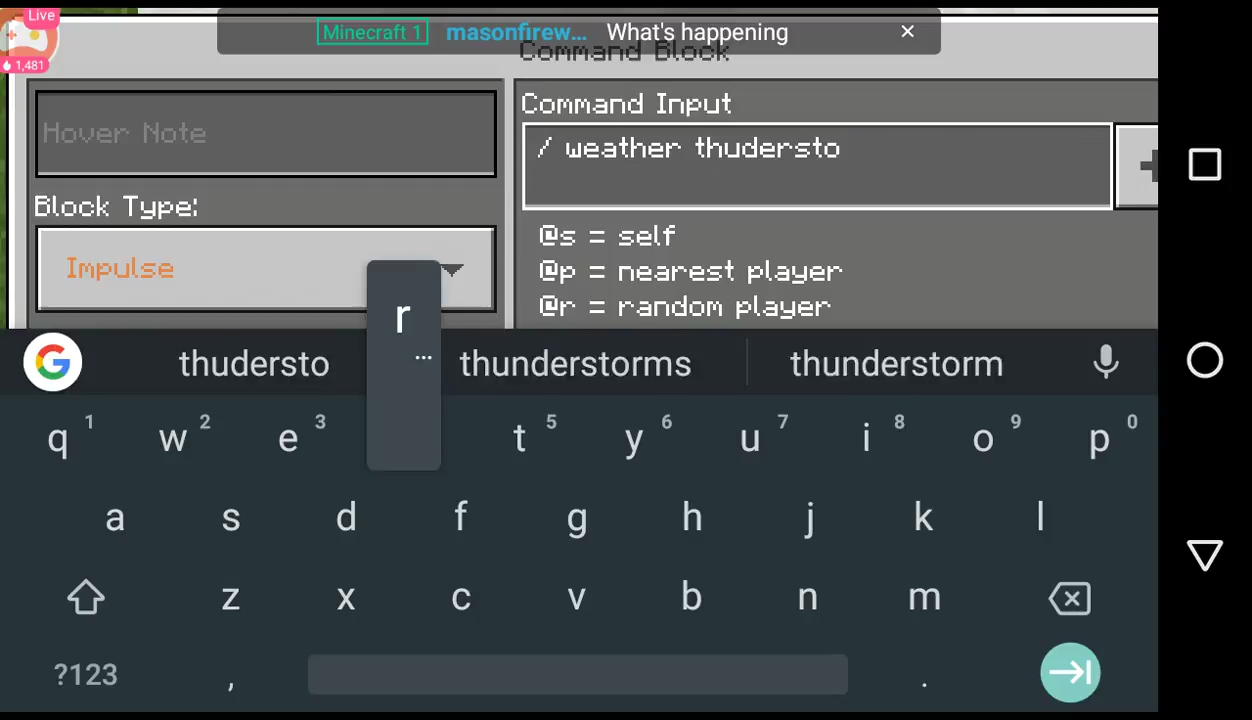 Live
1,481
Minecraft 1 masonfirew... What's happening ×
Command Block
Hover Note
Command Input
/ weather thudersto
Block Type:
Impulse
@s = self
@p = nearest player
@r = random player
r
...
thudersto thunderstorms thunderstorm
q 1 w 2 e 3 t 5 y 6 u 7 i 8 o 9 p 0
a s d f g h j k l
z x c v b n m
?123 , .